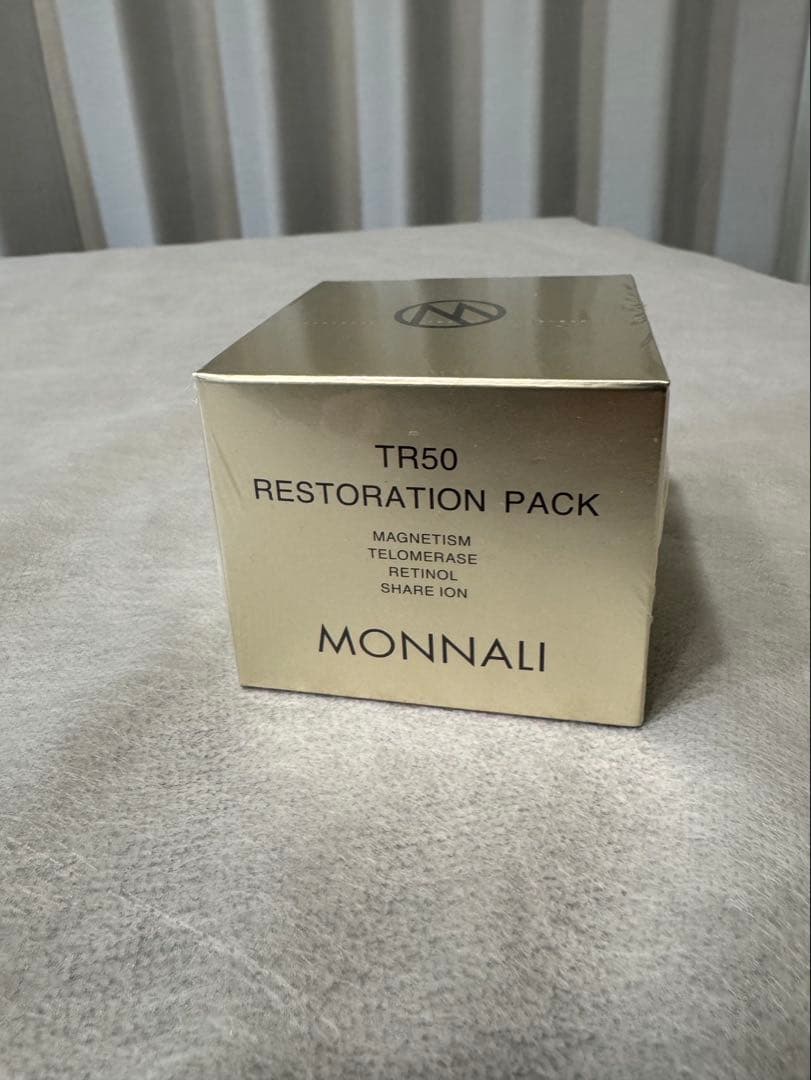 TR50
RESTORATION PACK
MAGNETISM
TELOMERASE
RETINOL
SHARE ION
MONNALI